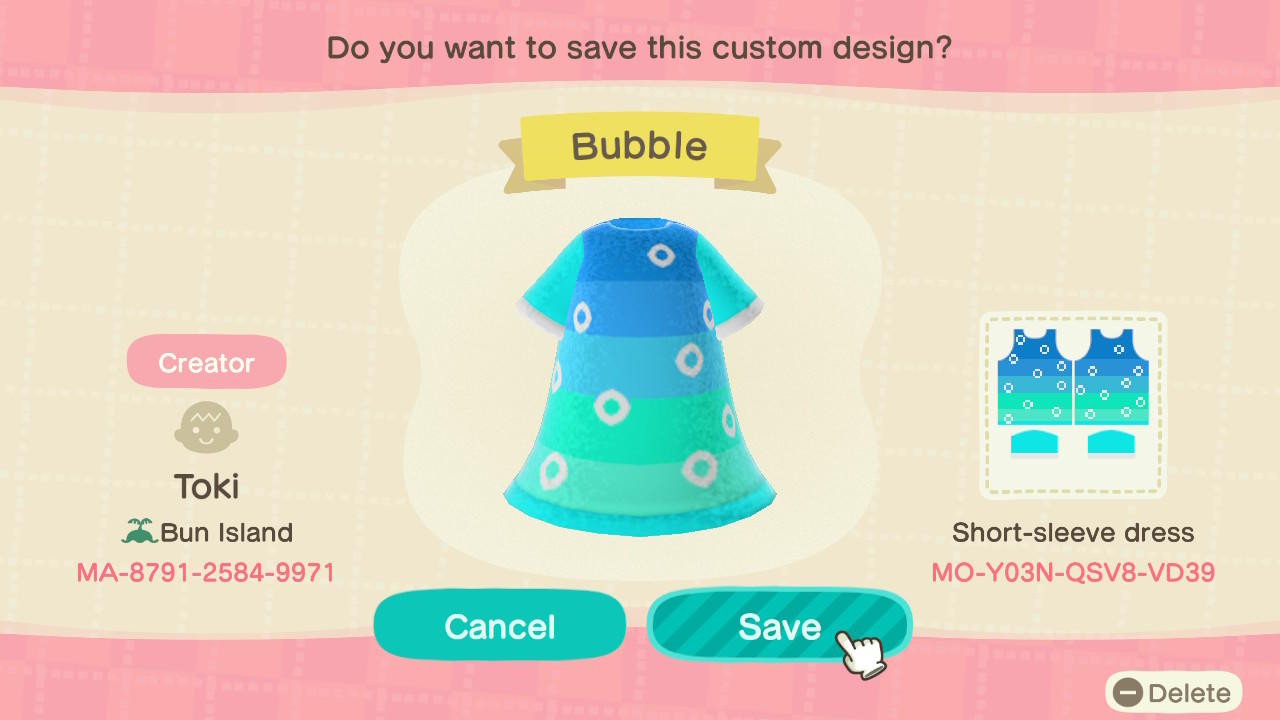 Do you want to save this custom design?
Bubble
Creator
Toki
Bun Island
MA-8791-2584-9971
Short-sleeve dress
MO-Y03N-QSV8-VD39
Cancel
Save
Delete